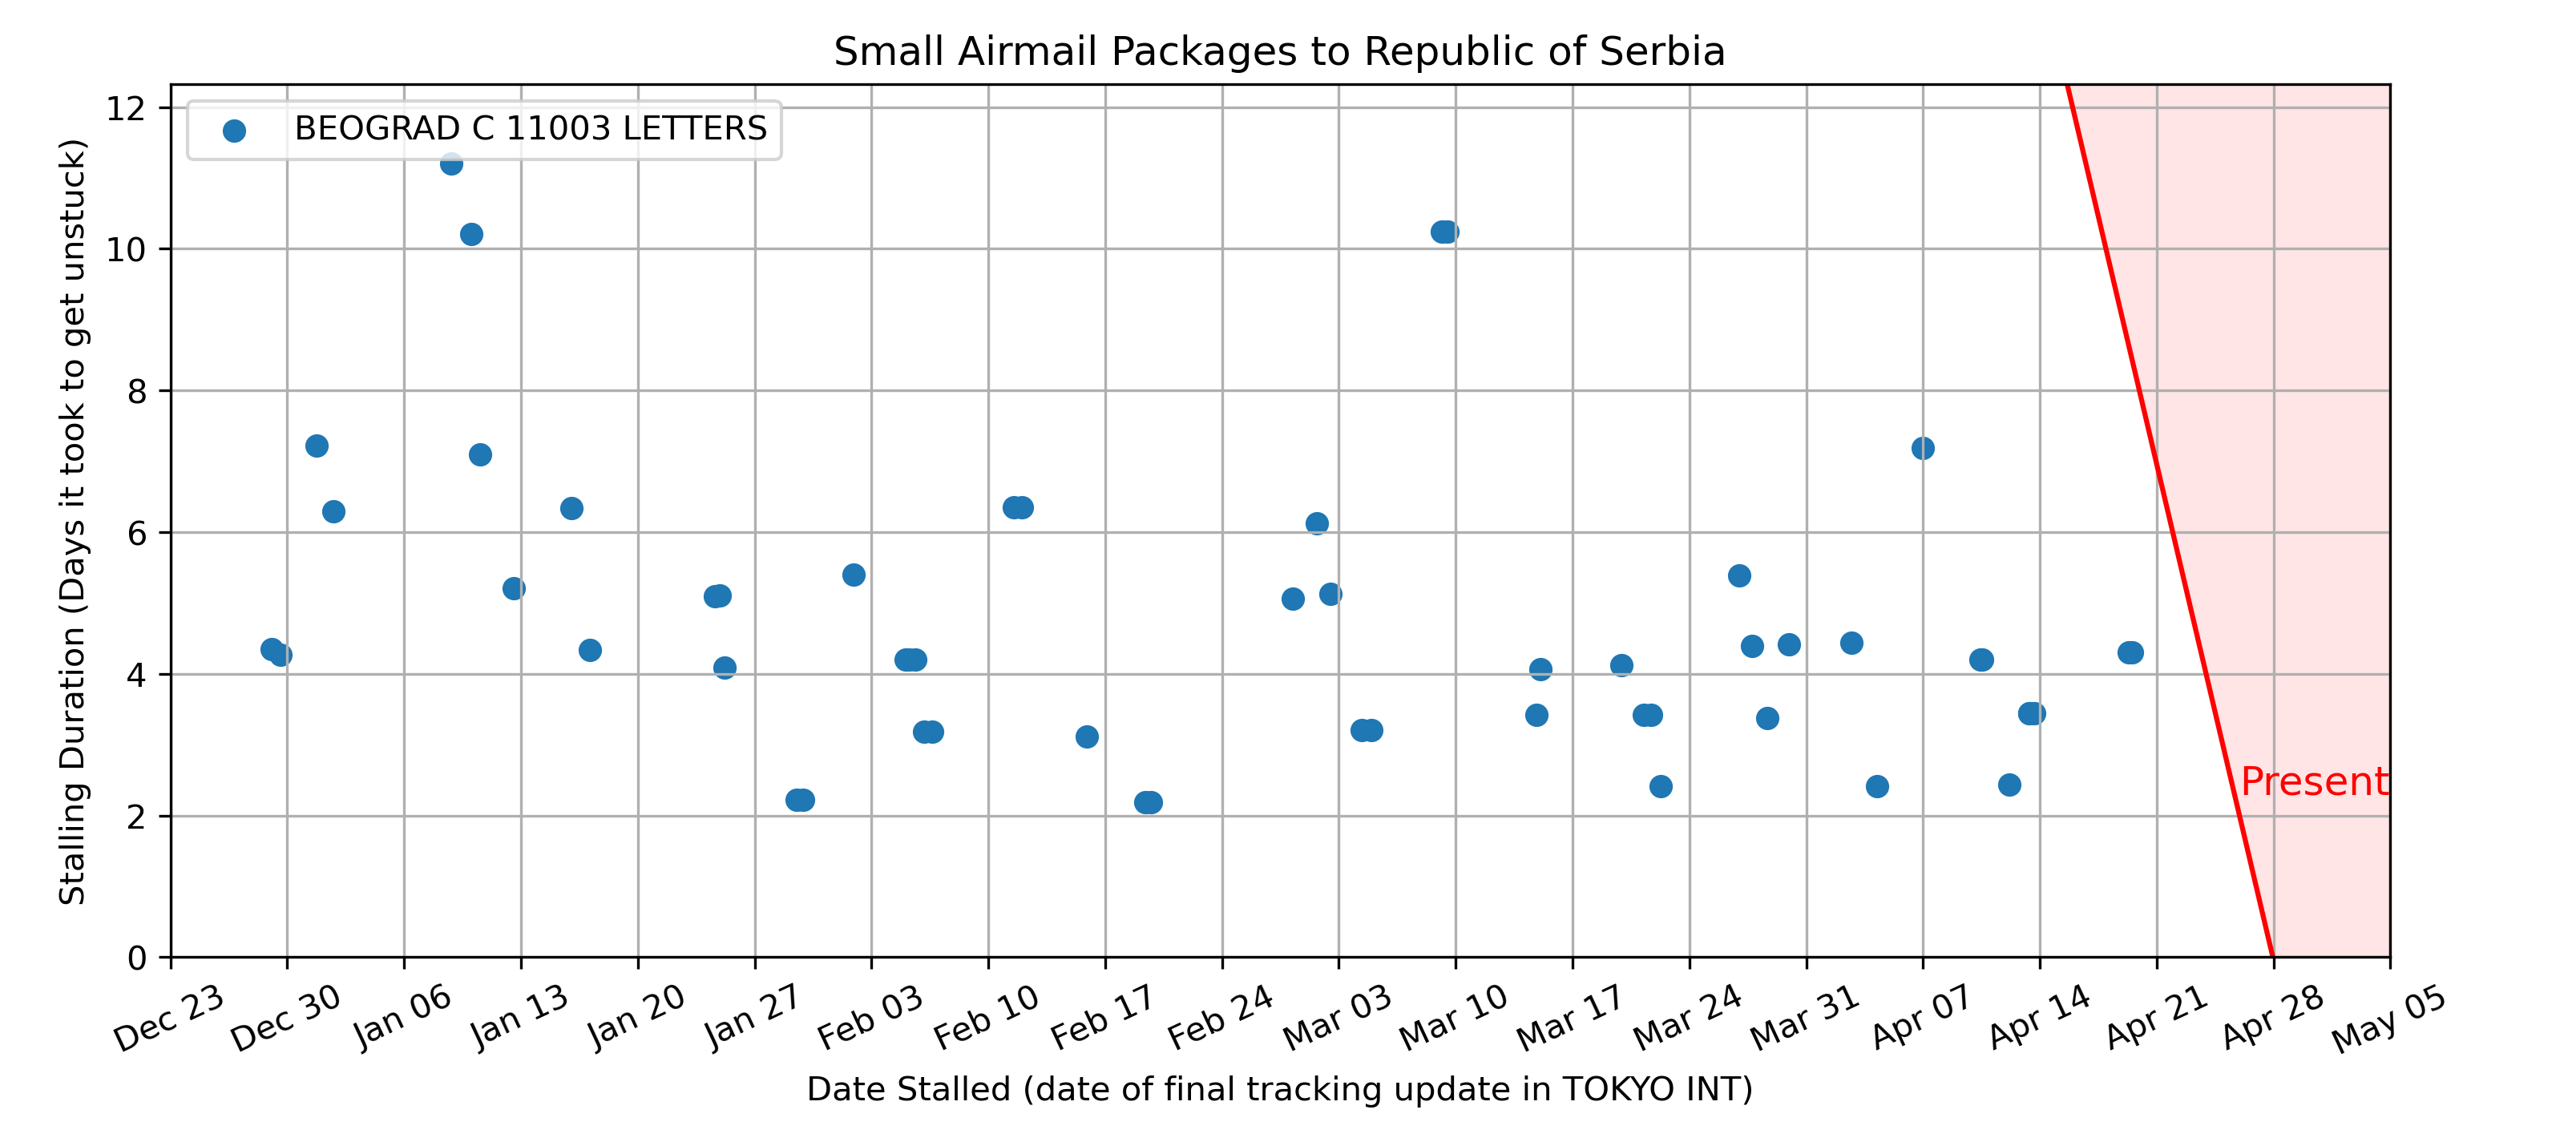 Small Airmail Packages to Republic of Serbia
BEOGRAD C 11003 LETTERS
Stalling Duration (Days it took to get unstuck)
12
10
8
6
4
2
0
Present
Dec 23
Dec 30
Jan 06
Jan 13
Jan 20
Jan 27
Feb 03
Feb 10
Feb 17
Feb 24
Mar 03
Mar 10
Mar 17
Mar 24
Mar 31
Apr 07
Apr 14
Apr 21
Apr 28
May 05
Date Stalled (date of final tracking update in TOKYO INT)